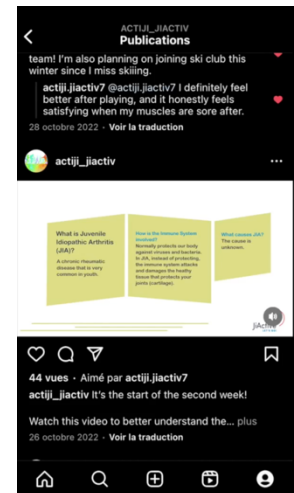 ACTIJI_JIACTIV
Publications
team! I'm also planning on joining ski club this
winter since I miss skiiing.
actiji.jiactiv7 @actiji.jiactiv7 I definitely feel
better after playing, and it honestly feels
satisfying when my muscles are sore after.
28 octobre 2022 · Voir la traduction
actiji_jiactiv
What is Juvenile
Idiopathic Arthritis
(JIA)?
A chronic rheumatic
disease that is very
common in youth.
How is the Immune System
involved?
Normally protects our body
against viruses and bacteria.
In JIA, instead of protecting,
the immune system attacks
and damages the healthy
tissue that protects your
joints (cartilage).
What causes JIA?
The cause is
unknown.
JiActiv
44 vues · Aimé par actiji.jiactiv7
actiji_jiactiv It's the start of the second week!
Watch this video to better understand the... plus
26 octobre 2022 · Voir la traduction